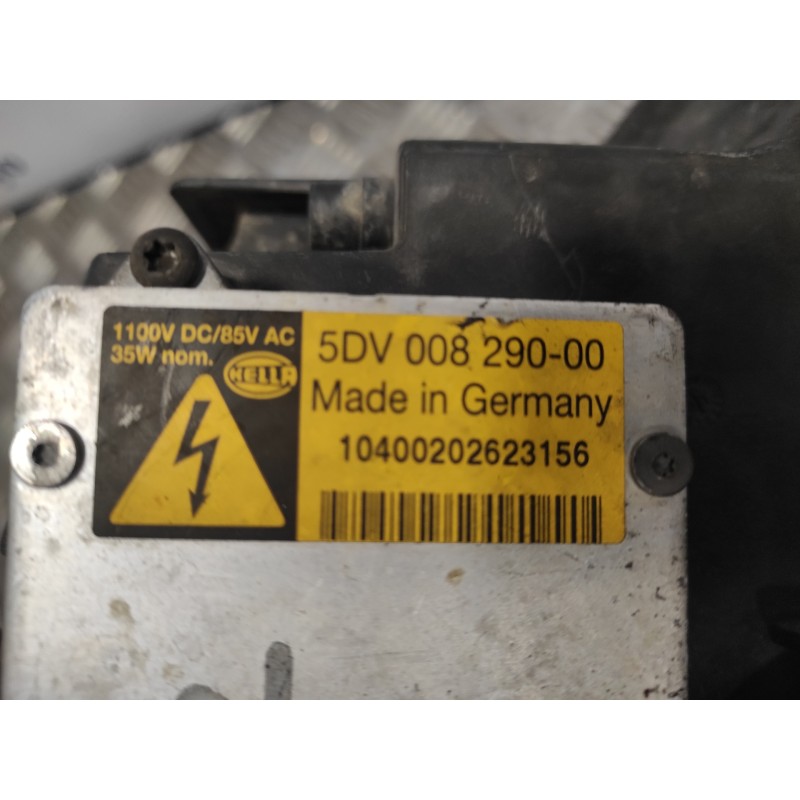 1100V DC/85V AC
35W nom.
HELLA
5DV 008 290-00
Made in Germany
10400202623156